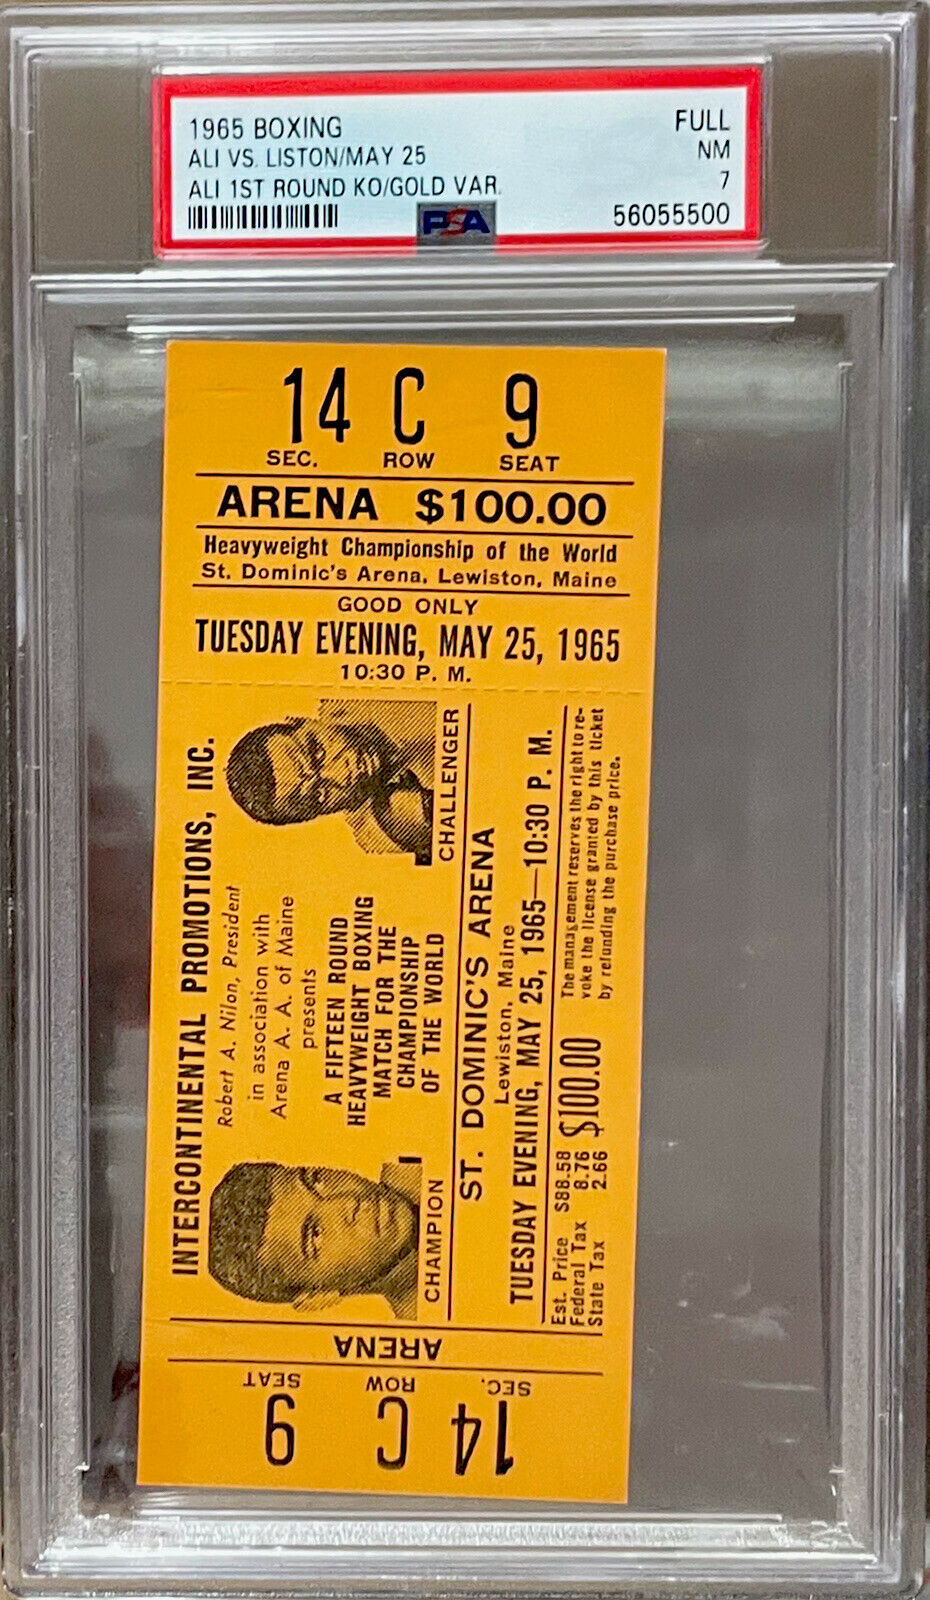 1965 BOXING
ALI VS. LISTON/MAY 25
ALI 1ST ROUND KO/GOLD VAR.
FULL
NM
7
56055500
PSA
14 C 9
SEC. ROW SEAT
ARENA $100.00
Heavyweight Championship of the World
St. Dominic's Arena, Lewiston, Maine
GOOD ONLY
TUESDAY EVENING, MAY 25, 1965
10:30 P. M.
INTERCONTINENTAL PROMOTIONS, INC.
Robert A. Nilon, President
in association with
Arena A. A. of Maine
presents
A FIFTEEN ROUND
HEAVYWEIGHT BOXING
MATCH FOR THE
CHAMPIONSHIP
OF THE WORLD
CHAMPION
CHALLENGER
ST. DOMINIC'S ARENA
Lewiston, Maine
TUESDAY EVENING, MAY 25, 1965—10:30 P. M.
Est. Price $88.58
Federal Tax 8.76
State Tax 2.66
$100.00
The management reserves the right to re-
voke the license granted by this ticket
by refunding the purchase price.
ARENA
SEC. ROW SEAT
14 C 9